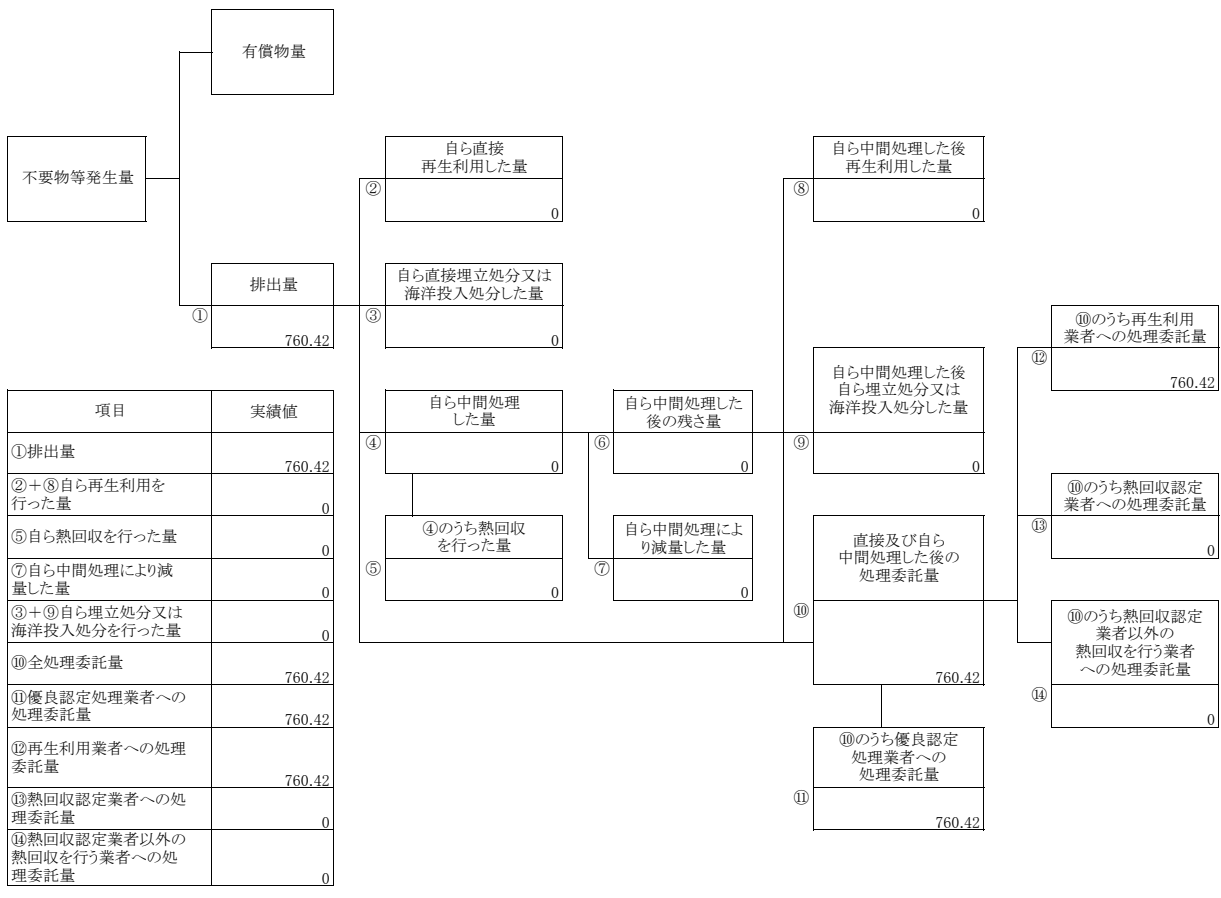 有償物量
不要物等発生量
排出量
①
760.42
自ら直接
再生利用した量
②
0
自ら直接埋立処分又は
海洋投入処分した量
③
0
自ら中間処理
した量
④
0
④のうち熱回収
を行った量
⑤
0
自ら中間処理した
後の残さ量
⑥
0
自ら中間処理によ
り減量した量
⑦
0
自ら中間処理した後
再生利用した量
⑧
0
自ら中間処理した後
自ら埋立処分又は
海洋投入処分した量
⑨
0
直接及び自ら
中間処理した後の
処理委託量
⑩
760.42
⑩のうち優良認定
処理業者への
処理委託量
⑪
760.42
⑩のうち再生利用
業者への処理委託量
⑫
760.42
⑩のうち熱回収認定
業者への処理委託量
⑬
0
⑩のうち熱回収認定
業者以外の
熱回収を行う業者
への処理委託量
⑭
0
項目 実績値
①排出量
760.42
②＋⑧自ら再生利用を
行った量
0
⑤自ら熱回収を行った量
0
⑦自ら中間処理により減
量した量
0
③＋⑨自ら埋立処分又は
海洋投入処分を行った量
0
⑩全処理委託量
760.42
⑪優良認定処理業者への
処理委託量
760.42
⑫再生利用業者への処理
委託量
760.42
⑬熱回収認定業者への処
理委託量
0
⑭熱回収認定業者以外の
熱回収を行う業者への処
理委託量
0